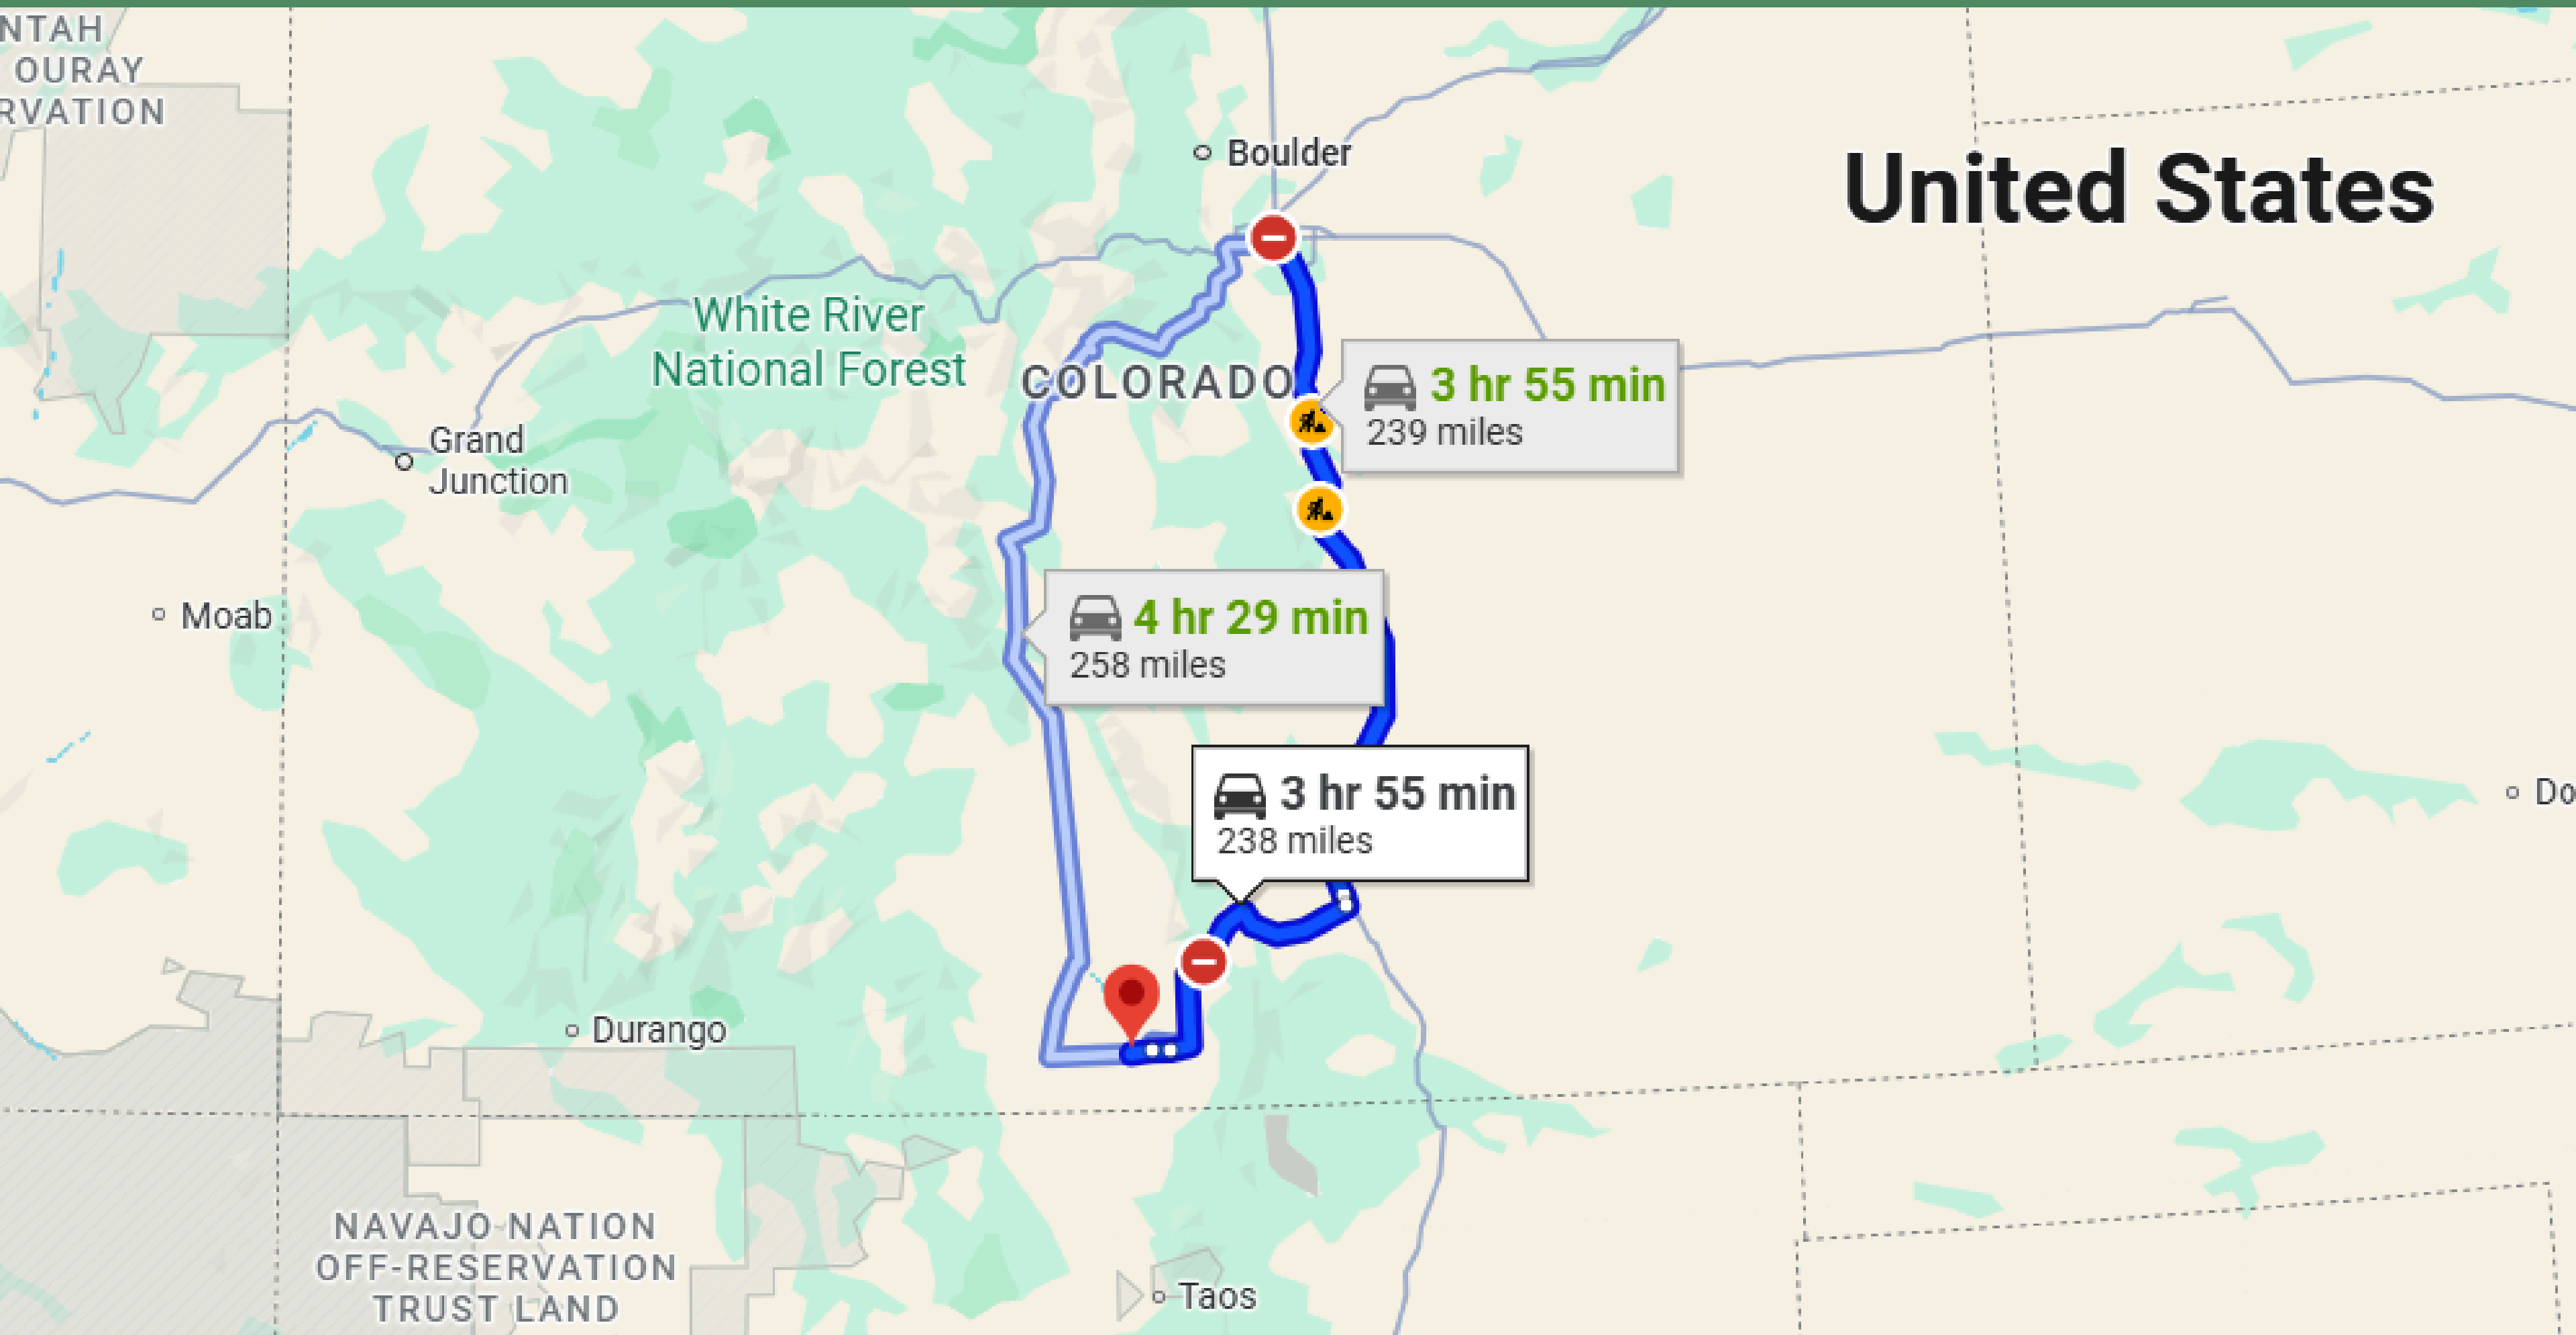 NTAH
OURAY
RVATION
Boulder
United States
White River
National Forest
COLORADO
3 hr 55 min
239 miles
Grand
Junction
Moab
4 hr 29 min
258 miles
3 hr 55 min
238 miles
Do
Durango
NAVAJO NATION
OFF-RESERVATION
TRUST LAND
Taos